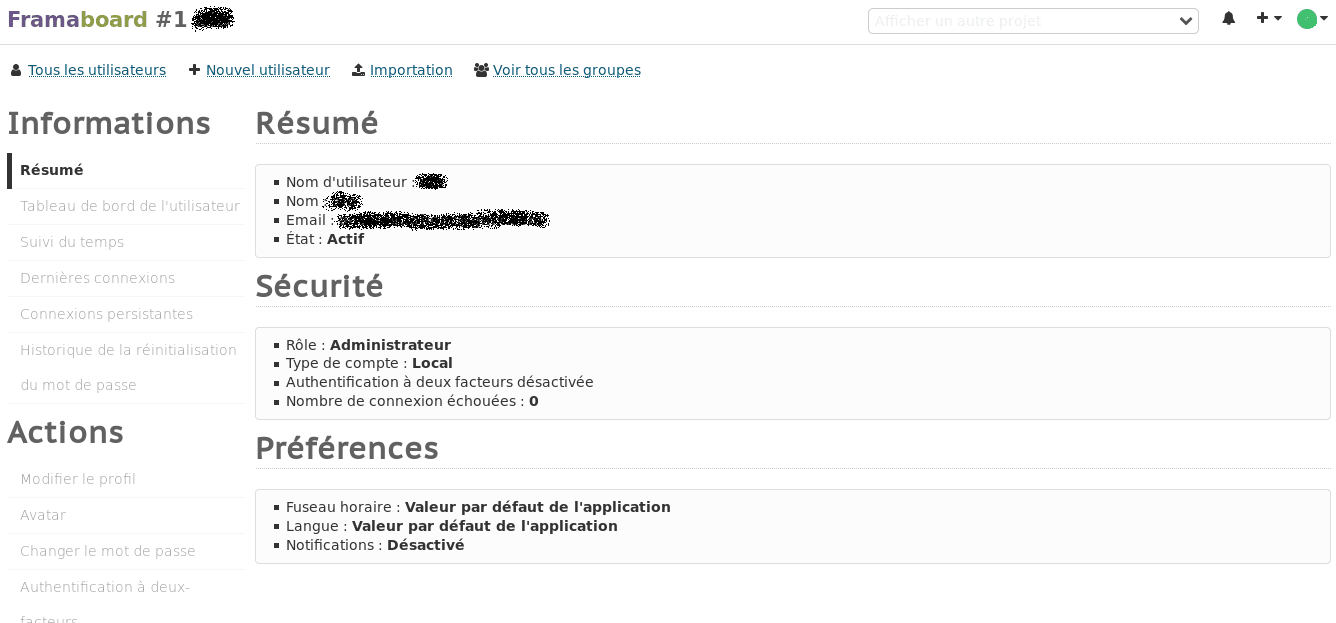 Framaboard #1
Afficher un autre projet
Tous les utilisateurs
Nouvel utilisateur
Importation
Voir tous les groupes
Informations
Résumé
Tableau de bord de l'utilisateur
Suivi du temps
Dernières connexions
Connexions persistantes
Historique de la réinitialisation
du mot de passe
Actions
Modifier le profil
Avatar
Changer le mot de passe
Authentification à deux-
facteurs
Résumé
Nom d'utilisateur :
Nom :
Email :
État : Actif
Sécurité
Rôle : Administrateur
Type de compte : Local
Authentification à deux facteurs désactivée
Nombre de connexion échouées : 0
Préférences
Fuseau horaire : Valeur par défaut de l'application
Langue : Valeur par défaut de l'application
Notifications : Désactivé